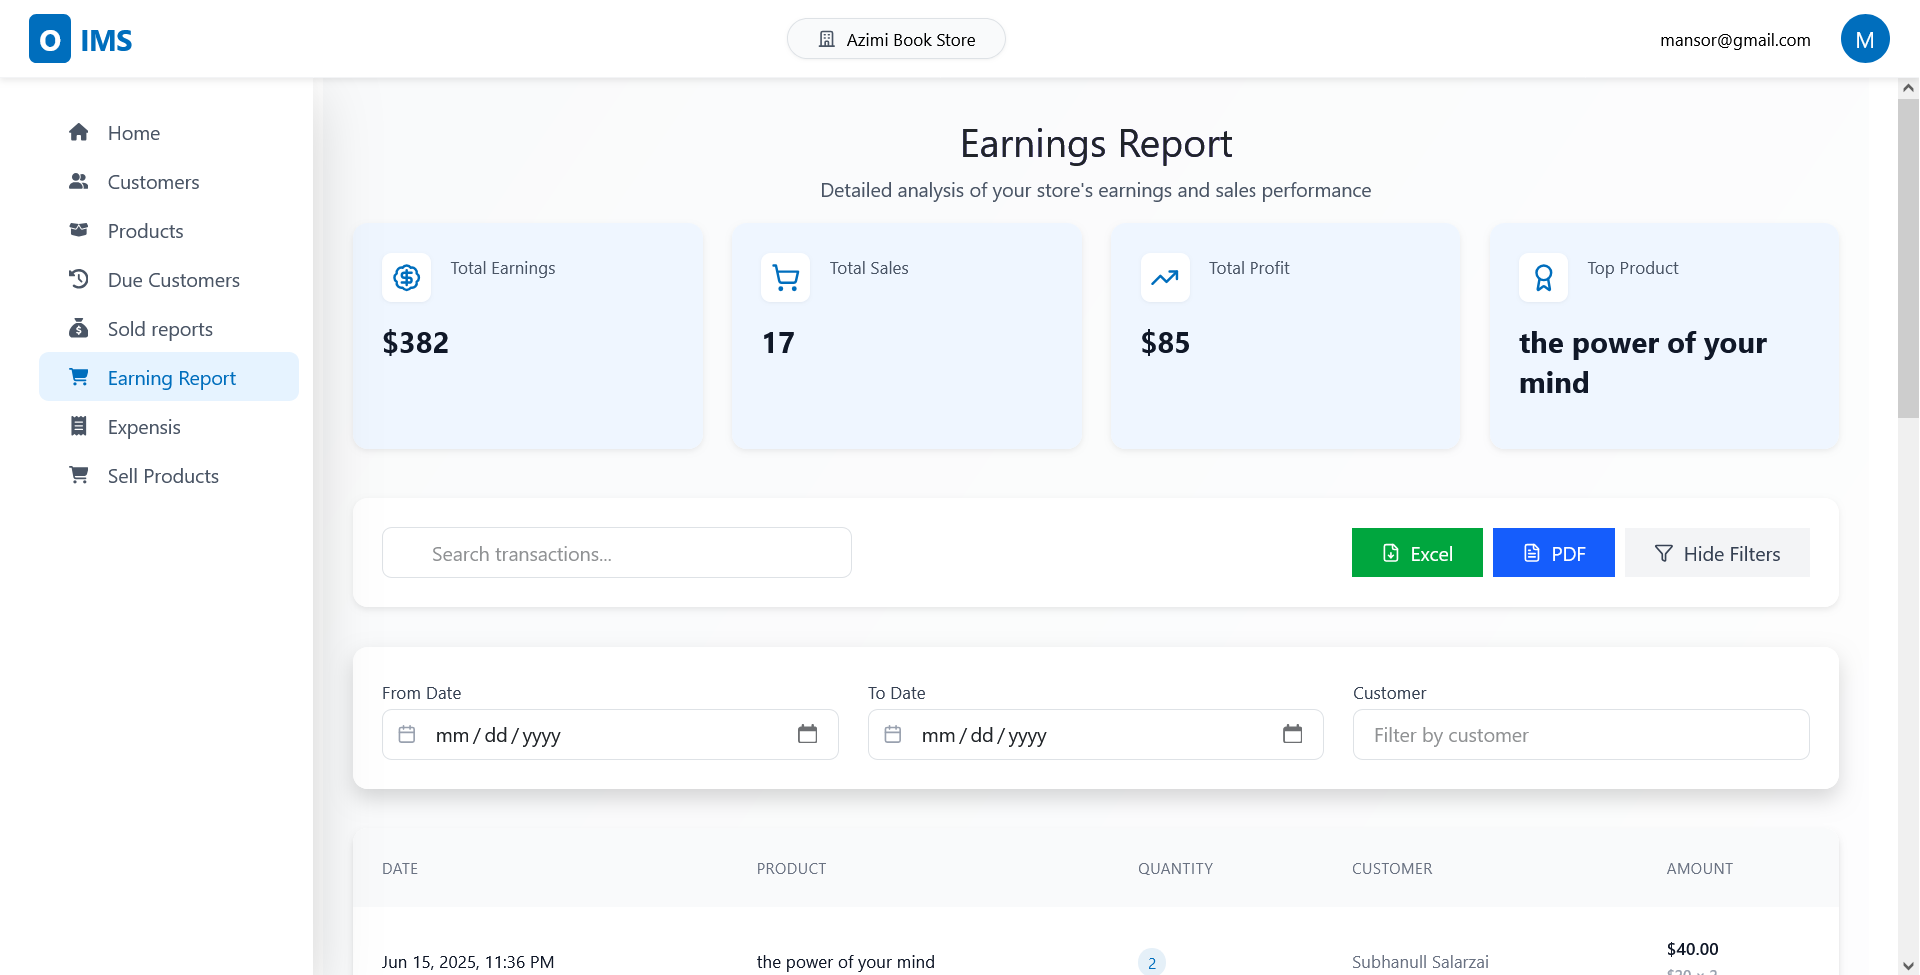 O IMS
Azimi Book Store
mansor@gmail.com
M
Home
Customers
Products
Due Customers
Sold reports
Earning Report
Expensis
Sell Products
Earnings Report
Detailed analysis of your store's earnings and sales performance
Total Earnings
$382
Total Sales
17
Total Profit
$85
Top Product
the power of your
mind
Search transactions...
Excel
PDF
Hide Filters
From Date
mm/dd/yyyy
To Date
mm/dd/yyyy
Customer
Filter by customer
DATE PRODUCT QUANTITY CUSTOMER AMOUNT
Jun 15, 2025, 11:36 PM the power of your mind 2 Subhanull Salarzai $40.00